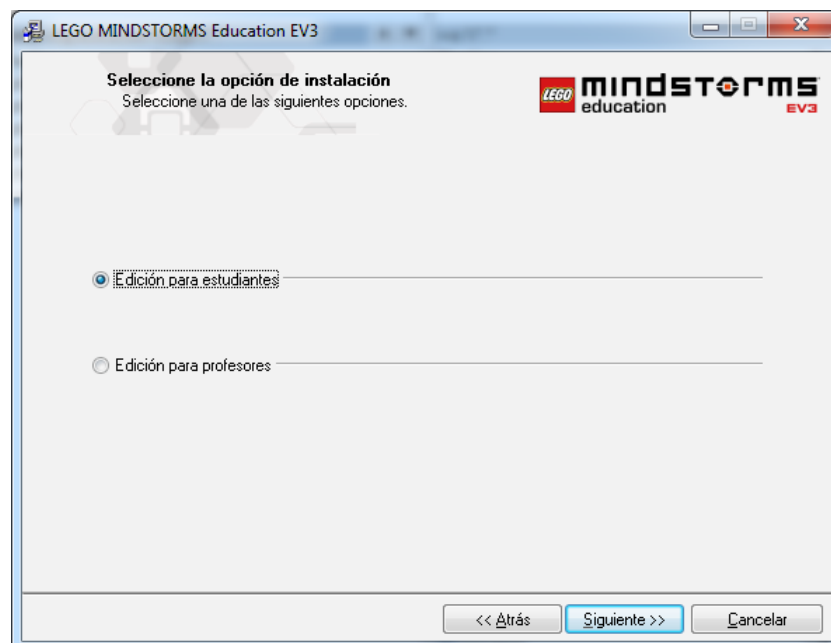 LEGO MINDSTORMS Education EV3
Seleccione la opción de instalación
Seleccione una de las siguientes opciones.
LEGO mindstorms
education
EV3
Edición para estudiantes
Edición para profesores
<< Atrás
Siguiente >>
Cancelar